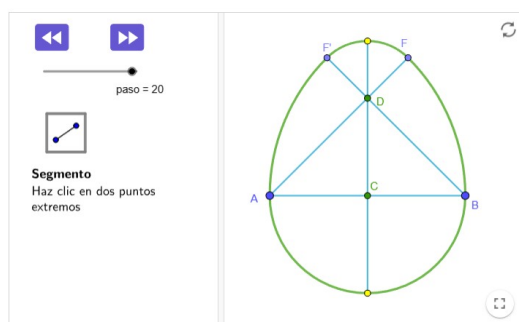 paso = 20
Segmento
Haz clic en dos puntos
extremos
F'
F
D
C
A
B